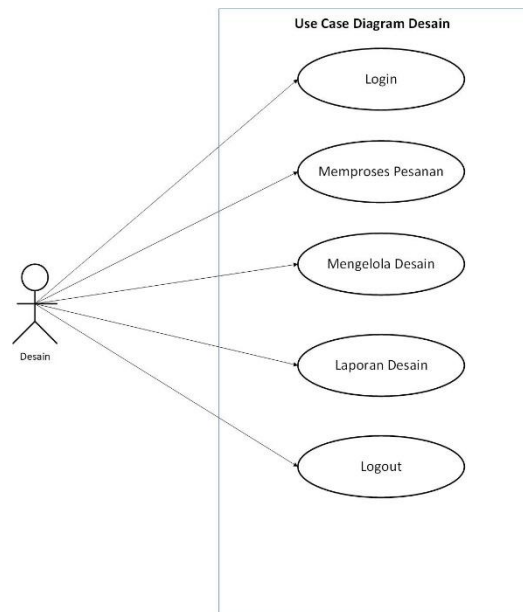 Use Case Diagram Desain
Login
Memproses Pesanan
Mengelola Desain
Desain
Laporan Desain
Logout